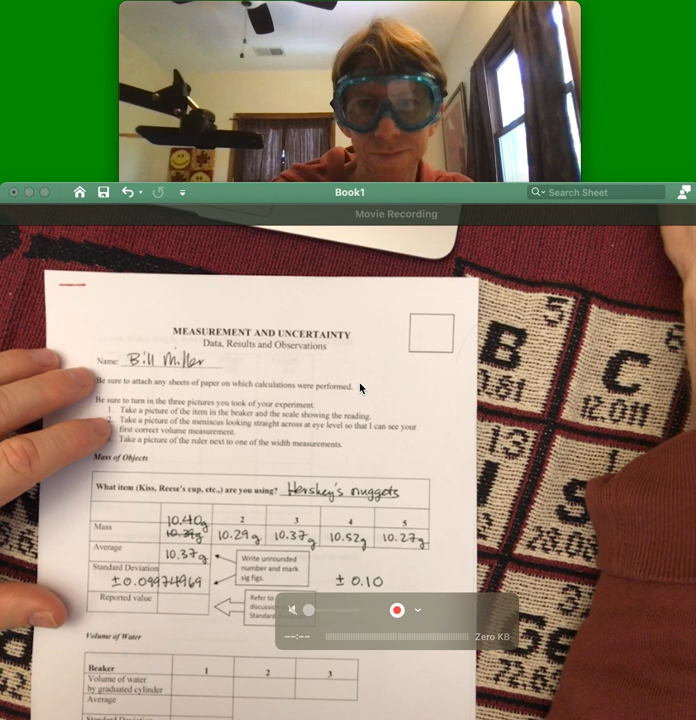 Book1
Search Sheet
Movie Recording
MEASUREMENT AND UNCERTAINTY
Data, Results and Observations
Name: Bill Miller
Be sure to attach any sheets of paper on which calculations were performed.
Be sure to turn in the three pictures you took of your experiment.
1. Take a picture of the item in the beaker and the scale showing the reading.
2. Take a picture of the meniscus looking straight across at eye level so that I can see your
first correct volume measurement.
Take a picture of the ruler next to one of the width measurements.
Mass of Objects
What item (Kiss, Reese's cup, etc.,) are you using? Hershey's nuggets
2 3 4 5
Mass 10.40g 10.39g 10.29g 10.37g 10.52g 10.27g
Average 10.37g
Write unrounded
number and mark
sig figs.
Standard Deviation
±0.09974969 ± 0.10
Reported value
Refer to
Volume of Water
Beaker 1 2 3
Volume of water
by graduated cylinder
Average
--:-- Zero KB
5
B
C
12.011
13